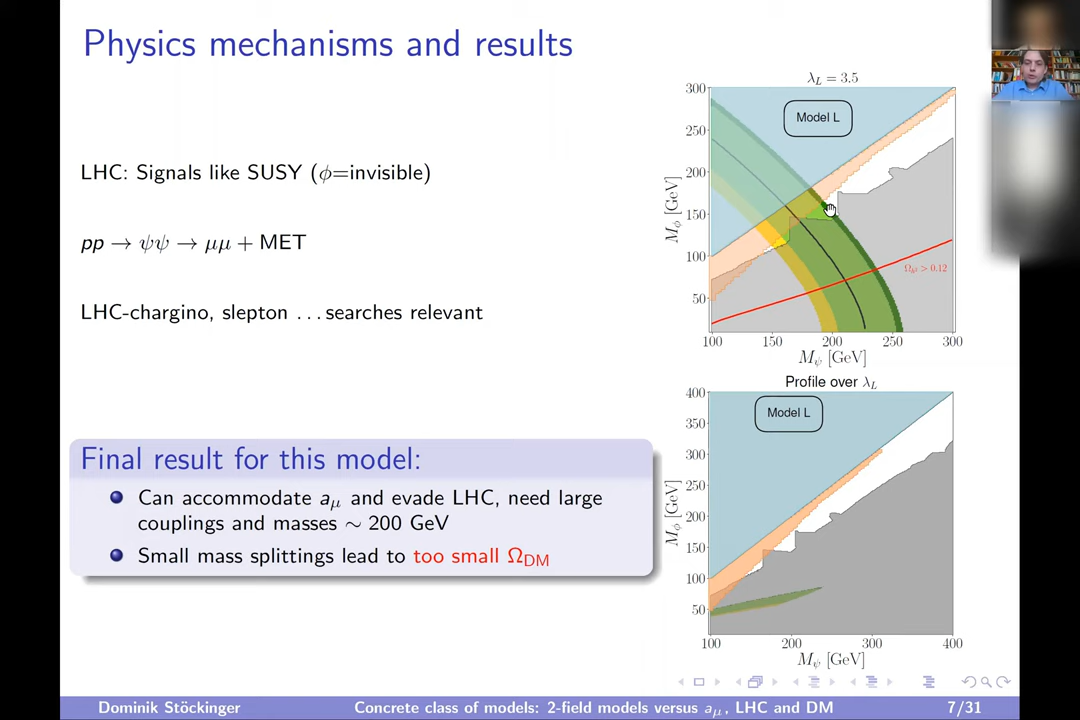 Physics mechanisms and results
LHC: Signals like SUSY (ϕ=invisible)
pp → ψψ → μμ + MET
LHC-chargino, slepton ... searches relevant
Final result for this model:
Can accommodate aμ and evade LHC, need large
couplings and masses ∼ 200 GeV
Small mass splittings lead to too small ΩDM
λL = 3.5
Model L
Ωh² > 0.12
Mϕ [GeV]
300
250
200
150
100
50
100 150 200 250 300
Mψ [GeV]
Profile over λL
Model L
Mϕ [GeV]
400
350
300
250
200
150
100
50
100 200 300 400
Mψ [GeV]
Dominik Stöckinger Concrete class of models: 2-field models versus aμ, LHC and DM 7/31